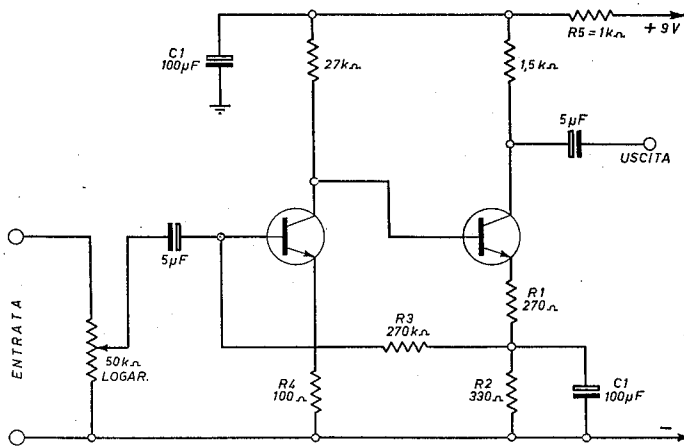 C1
100µF
27kΩ
1,5kΩ
R5=1kΩ
+9V
5µF
USCITA
5µF
ENTRATA
50kΩ
LOGAR.
R3
270kΩ
R1
270Ω
R4
100Ω
R2
330Ω
C1
100µF
-